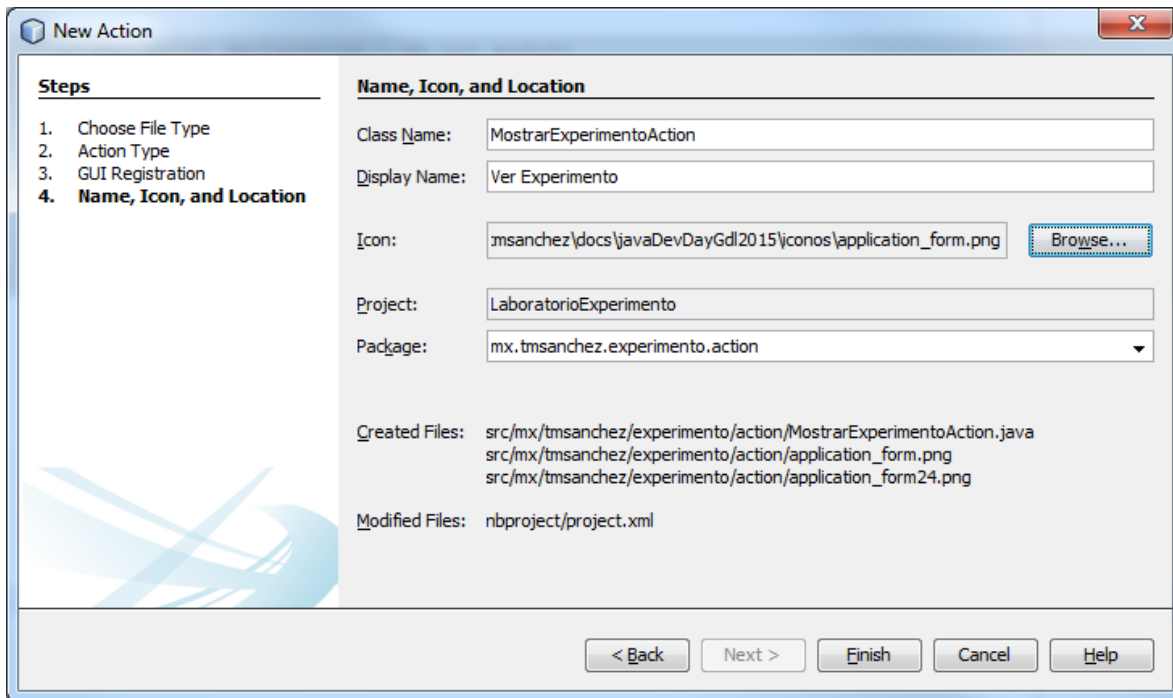 New Action
X
Steps
1. Choose File Type
2. Action Type
3. GUI Registration
4. Name, Icon, and Location
Name, Icon, and Location
Class Name: MostrarExperimentoAction
Display Name: Ver Experimento
Icon: :msanchez\docs\javaDevDayGdl2015\iconos\application_form.png Browse...
Project: LaboratorioExperimento
Package: mx.tmsanchez.experimento.action
Created Files: src/mx/tmsanchez/experimento/action/MostrarExperimentoAction.java
src/mx/tmsanchez/experimento/action/application_form.png
src/mx/tmsanchez/experimento/action/application_form24.png
Modified Files: nbproject/project.xml
< Back Next > Finish Cancel Help